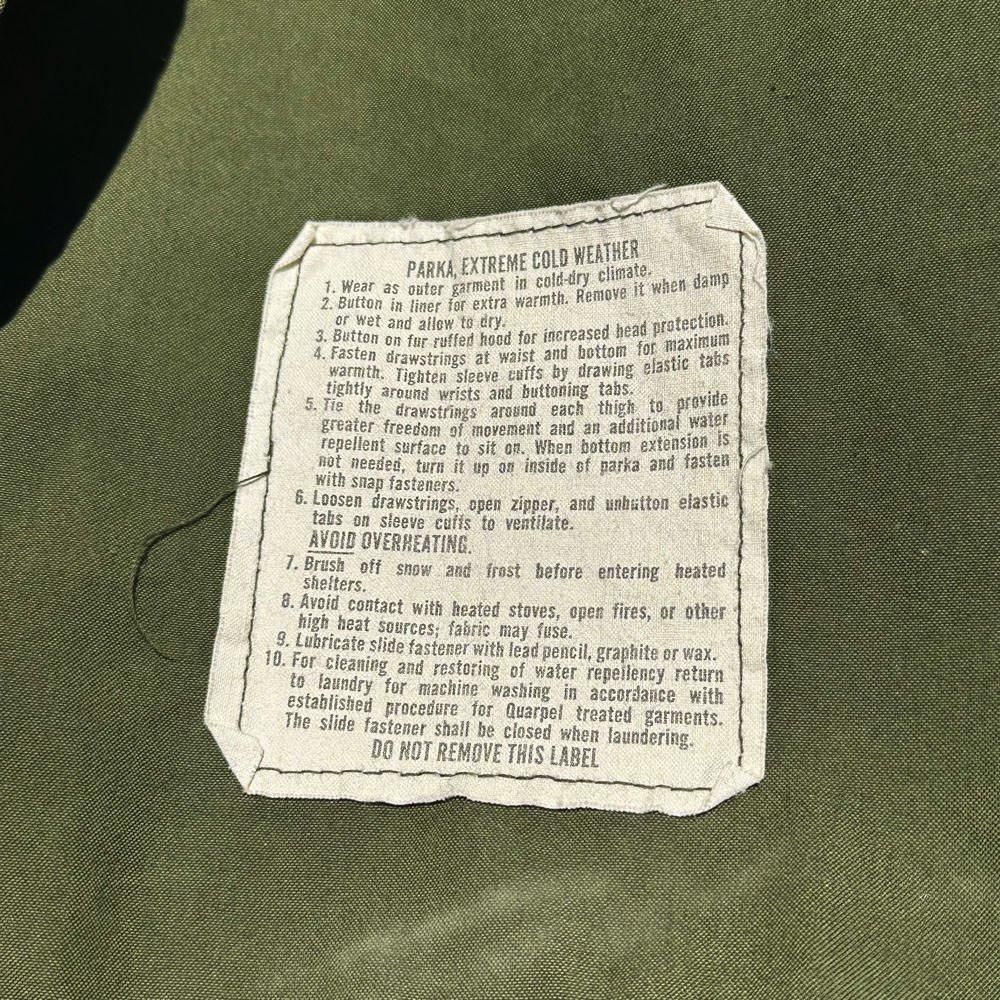 PARKA, EXTREME COLD WEATHER
1. Wear as outer garment in cold-dry climate.
2. Button in liner for extra warmth. Remove it when damp
or wet and allow to dry.
3. Button on fur ruffed hood for increased head protection.
4. Fasten drawstrings at waist and bottom for maximum
warmth. Tighten sleeve cuffs by drawing elastic tabs
tightly around wrists and buttoning tabs.
5. Tie the drawstrings around each thigh to provide
greater freedom of movement and an additional water
repellent surface to sit on. When bottom extension is
not needed, turn it up on inside of parka and fasten
with snap fasteners.
6. Loosen drawstrings, open zipper, and unbutton elastic
tabs on sleeve cuffs to ventilate.
AVOID OVERHEATING.
7. Brush off snow and frost before entering heated
shelters.
8. Avoid contact with heated stoves, open fires, or other
high heat sources; fabric may fuse.
9. Lubricate slide fastener with lead pencil, graphite or wax.
10. For cleaning and restoring of water repellency return
to laundry for machine washing in accordance with
established procedure for Quarpel treated garments.
The slide fastener shall be closed when laundering.
DO NOT REMOVE THIS LABEL